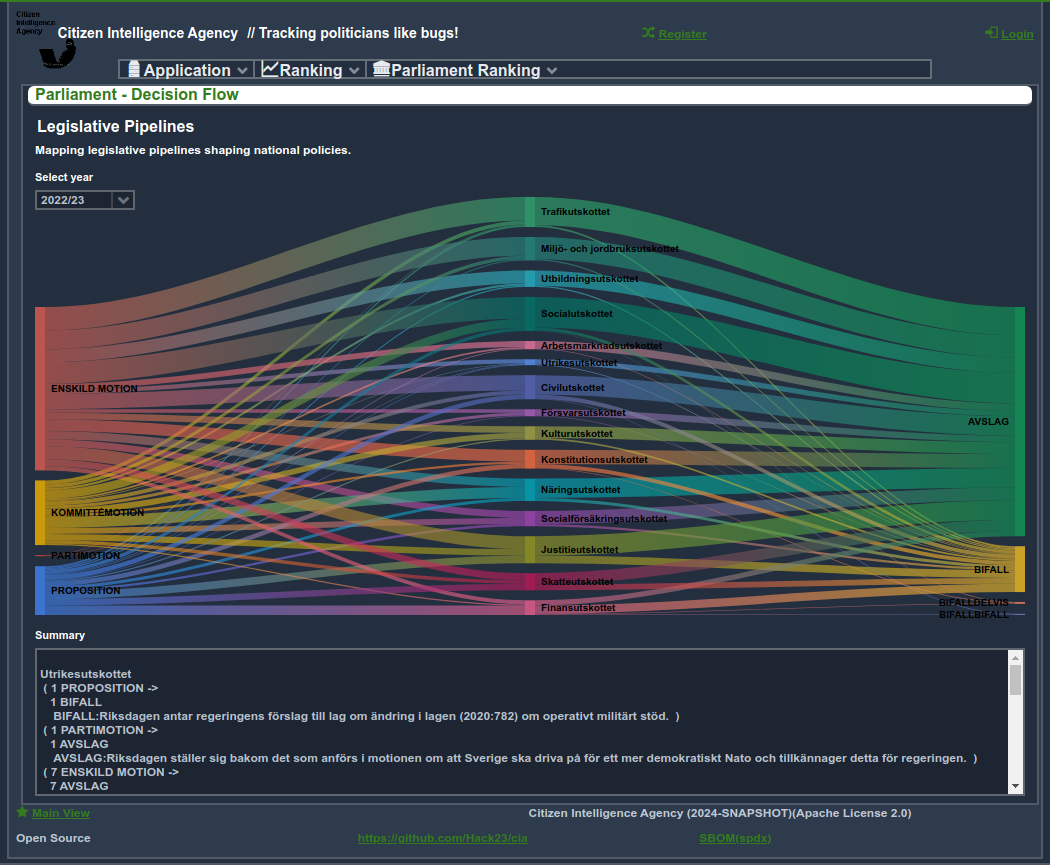 Citizen
Intelligence
Agency
Citizen Intelligence Agency // Tracking politicians like bugs!
Register
Login
Application
Ranking
Parliament Ranking
Parliament - Decision Flow
Legislative Pipelines
Mapping legislative pipelines shaping national policies.
Select year
2022/23
Trafikutskottet
Miljö- och jordbruksutskottet
Utbildningsutskottet
Socialutskottet
Arbetsmarknadsutskottet
Utrikesutskottet
Civilutskottet
Försvarsutskottet
Kulturutskottet
Konstitutionsutskottet
Näringsutskottet
Socialförsäkringsutskottet
Justitieutskottet
Skatteutskottet
Finansutskottet
ENSKILD MOTION
KOMMITTÉMOTION
PARTIMOTION
PROPOSITION
AVSLAG
BIFALL
BIFALLDELVIS
BIFALLBIFALL
Summary
Utrikesutskottet
( 1 PROPOSITION ->
1 BIFALL
BIFALL:Riksdagen antar regeringens förslag till lag om ändring i lagen (2020:782) om operativt militärt stöd. )
( 1 PARTIMOTION ->
1 AVSLAG
AVSLAG:Riksdagen ställer sig bakom det som anförs i motionen om att Sverige ska driva på för ett mer demokratiskt Nato och tillkännager detta för regeringen. )
( 7 ENSKILD MOTION ->
7 AVSLAG
Main View
Citizen Intelligence Agency (2024-SNAPSHOT)(Apache License 2.0)
Open Source
https://github.com/Hack23/cia
SBOM(spdx)